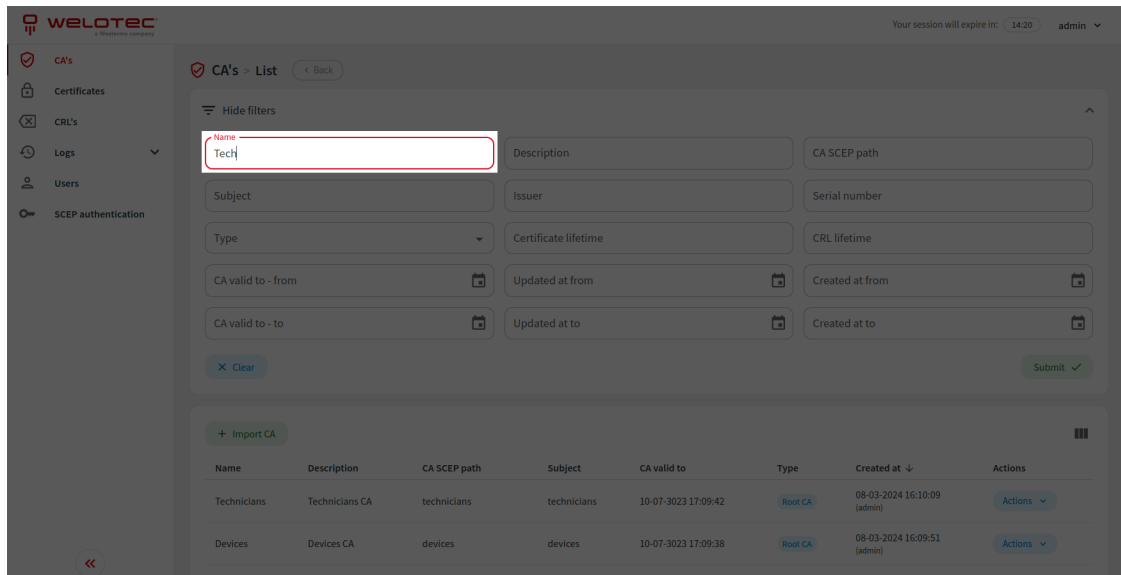 welotec
a Westermo company
Your session will expire in: 14:20 admin
CA's
Certificates
CRL's
Logs
Users
SCEP authentication
CA's > List < Back
Hide filters
Name
Tech
Description
CA SCEP path
Subject
Issuer
Serial number
Type
Certificate lifetime
CRL lifetime
CA valid to - from
Updated at from
Created at from
CA valid to - to
Updated at to
Created at to
Clear
Submit
+ Import CA
Name Description CA SCEP path Subject CA valid to Type Created at Actions
Technicians Technicians CA technicians technicians 10-07-3023 17:09:42 Root CA 08-03-2024 16:10:09 (admin) Actions
Devices Devices CA devices devices 10-07-3023 17:09:38 Root CA 08-03-2024 16:09:51 (admin) Actions